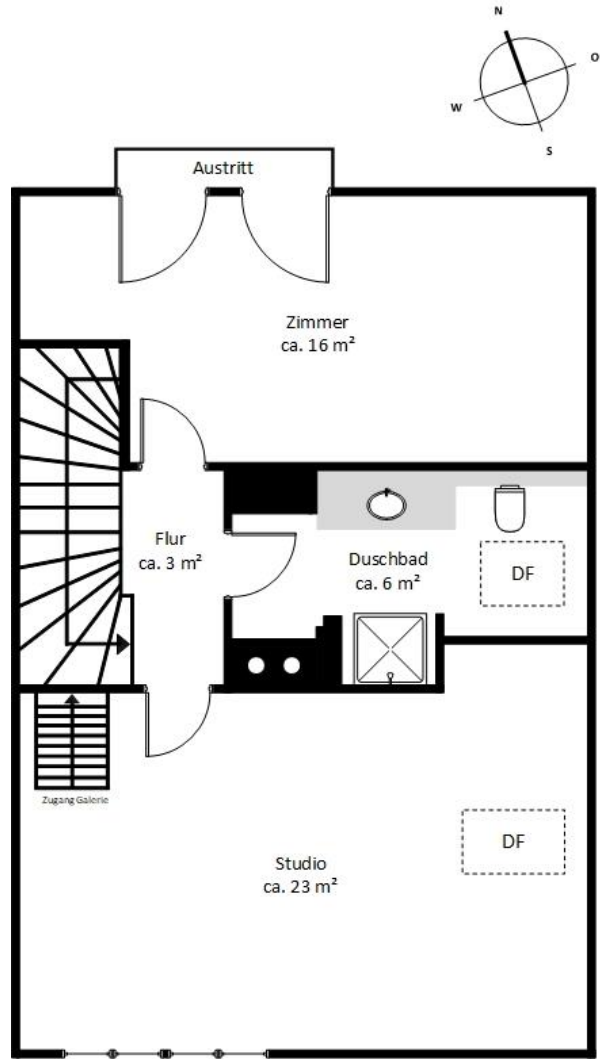 N
O
W
S
Austritt
Zimmer
ca. 16 m²
Flur
ca. 3 m²
Duschbad
ca. 6 m²
DF
Zugang Galerie
DF
Studio
ca. 23 m²